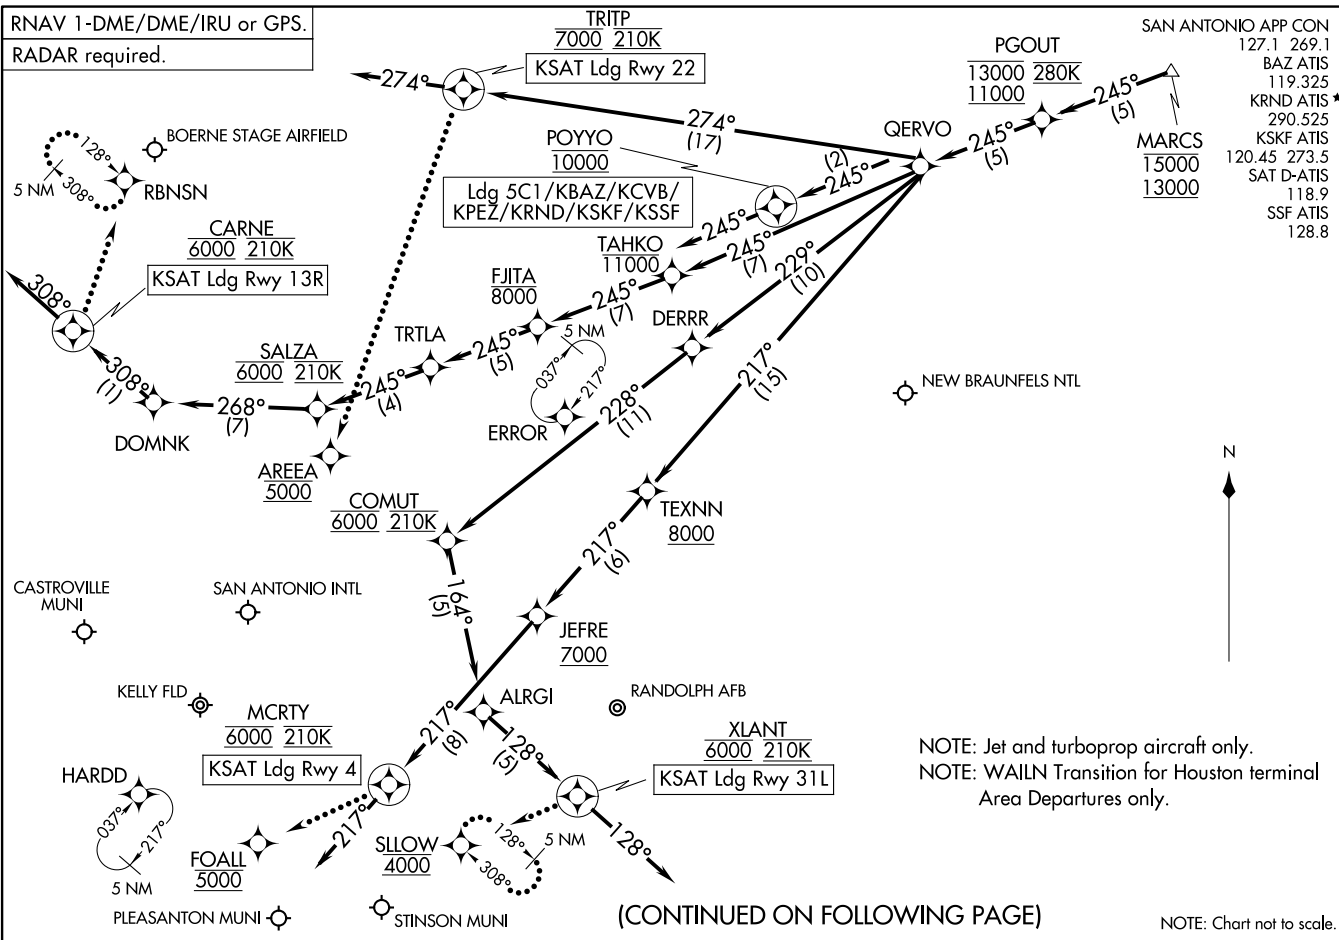 RNAV 1-DME/DME/IRU or GPS.
RADAR required.
TRITP
7000 210K
KSAT Ldg Rwy 22
PGOUT
13000 280K
11000
SAN ANTONIO APP CON
127.1 269.1
BAZ ATIS
119.325
KRND ATIS ★
290.525
KSKF ATIS
120.45 273.5
SAT D-ATIS
118.9
SSF ATIS
128.8
MARCS
15000
13000
245°
(5)
245°
(5)
QERVO
274°
274°
(17)
(2)
245°
POYYO
10000
Ldg 5C1/KBAZ/KCVB/
KPEZ/KRND/KSKF/KSSF
245°
BOERNE STAGE AIRFIELD
128°
308°
5 NM
RBNSN
CARNE
6000 210K
KSAT Ldg Rwy 13R
308°
TAHKO
11000
245°
(7)
229°
(10)
FJITA
8000
245°
(7)
DERRR
TRTLA
245°
(5)
5 NM
037°
217°
ERROR
217°
(15)
SALZA
6000 210K
245°
(4)
308°
(1)
268°
(7)
DOMNK
NEW BRAUNFELS NTL
228°
(11)
AREEA
5000
N
COMUT
6000 210K
TEXNN
8000
217°
(6)
164°
(5)
CASTROVILLE
MUNI
SAN ANTONIO INTL
JEFRE
7000
KELLY FLD
MCRTY
6000 210K
KSAT Ldg Rwy 4
217°
(8)
ALRGI
RANDOLPH AFB
128°
(5)
XLANT
6000 210K
KSAT Ldg Rwy 31L
NOTE: Jet and turboprop aircraft only.
NOTE: WAILN Transition for Houston terminal
Area Departures only.
HARDD
037°
217°
5 NM
FOALL
5000
217°
SLLOW
4000
128°
308°
5 NM
128°
PLEASANTON MUNI
STINSON MUNI
(CONTINUED ON FOLLOWING PAGE)
NOTE: Chart not to scale.